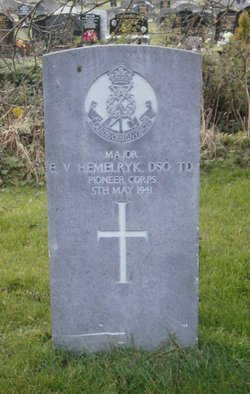 MAJOR
E. V. HEMELRYK. DSO. TD
PIONEER CORPS
5TH MAY 1941